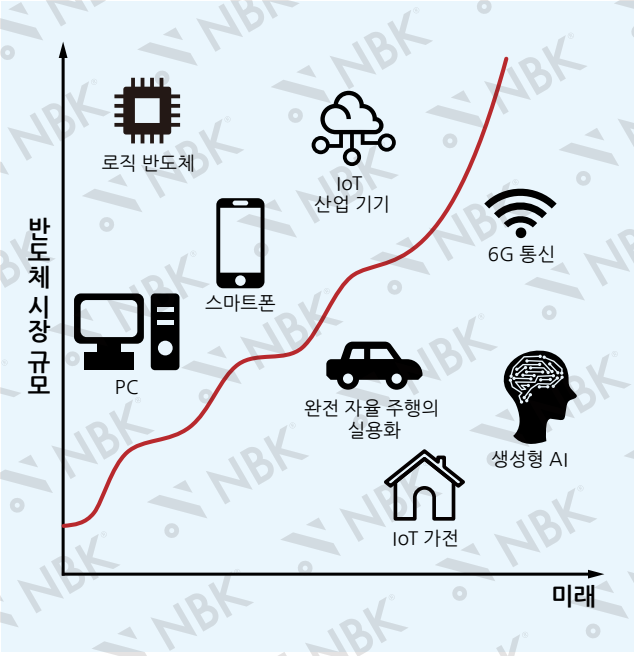 로직 반도체
IoT
산업 기기
6G 통신
스마트폰
반도체 시장 규모
PC
완전 자율 주행의
실용화
생성형 AI
IoT 가전
미래
NBK